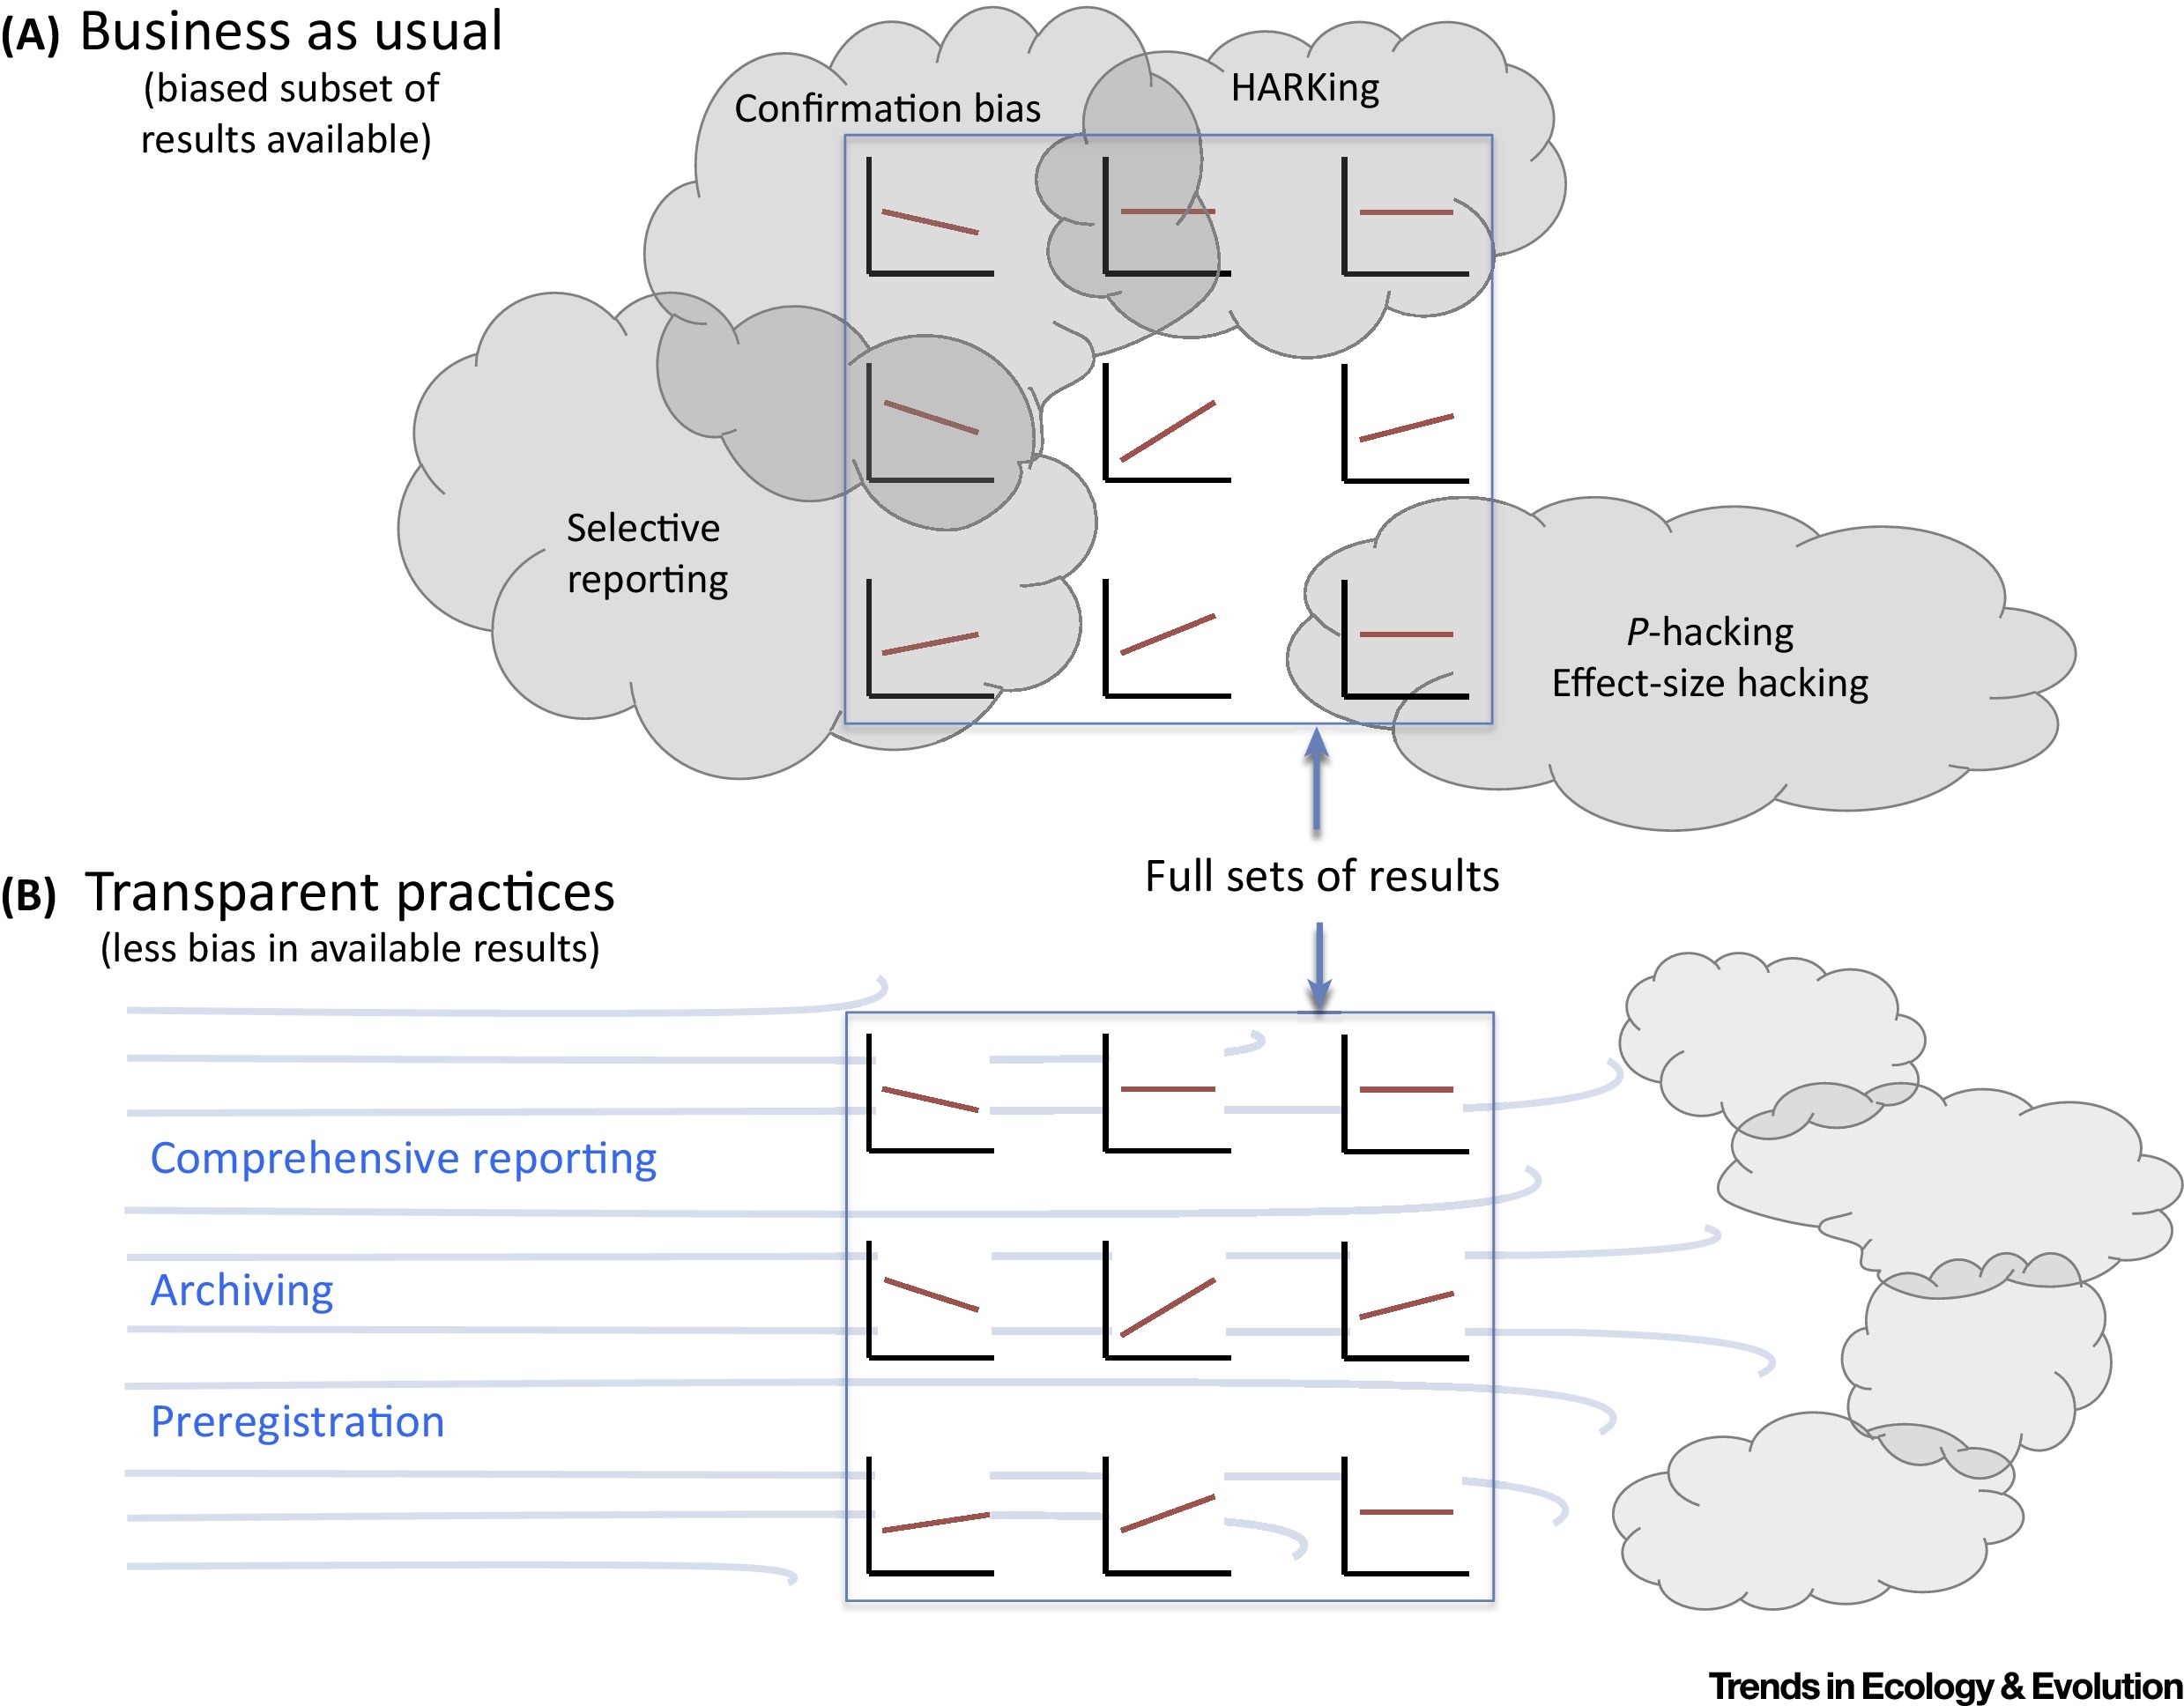 (A) Business as usual
(biased subset of
results available)
Confirmation bias
HARKing
Selective
reporting
P-hacking
Effect-size hacking
Full sets of results
(B) Transparent practices
(less bias in available results)
Comprehensive reporting
Archiving
Preregistration
Trends in Ecology & Evolution